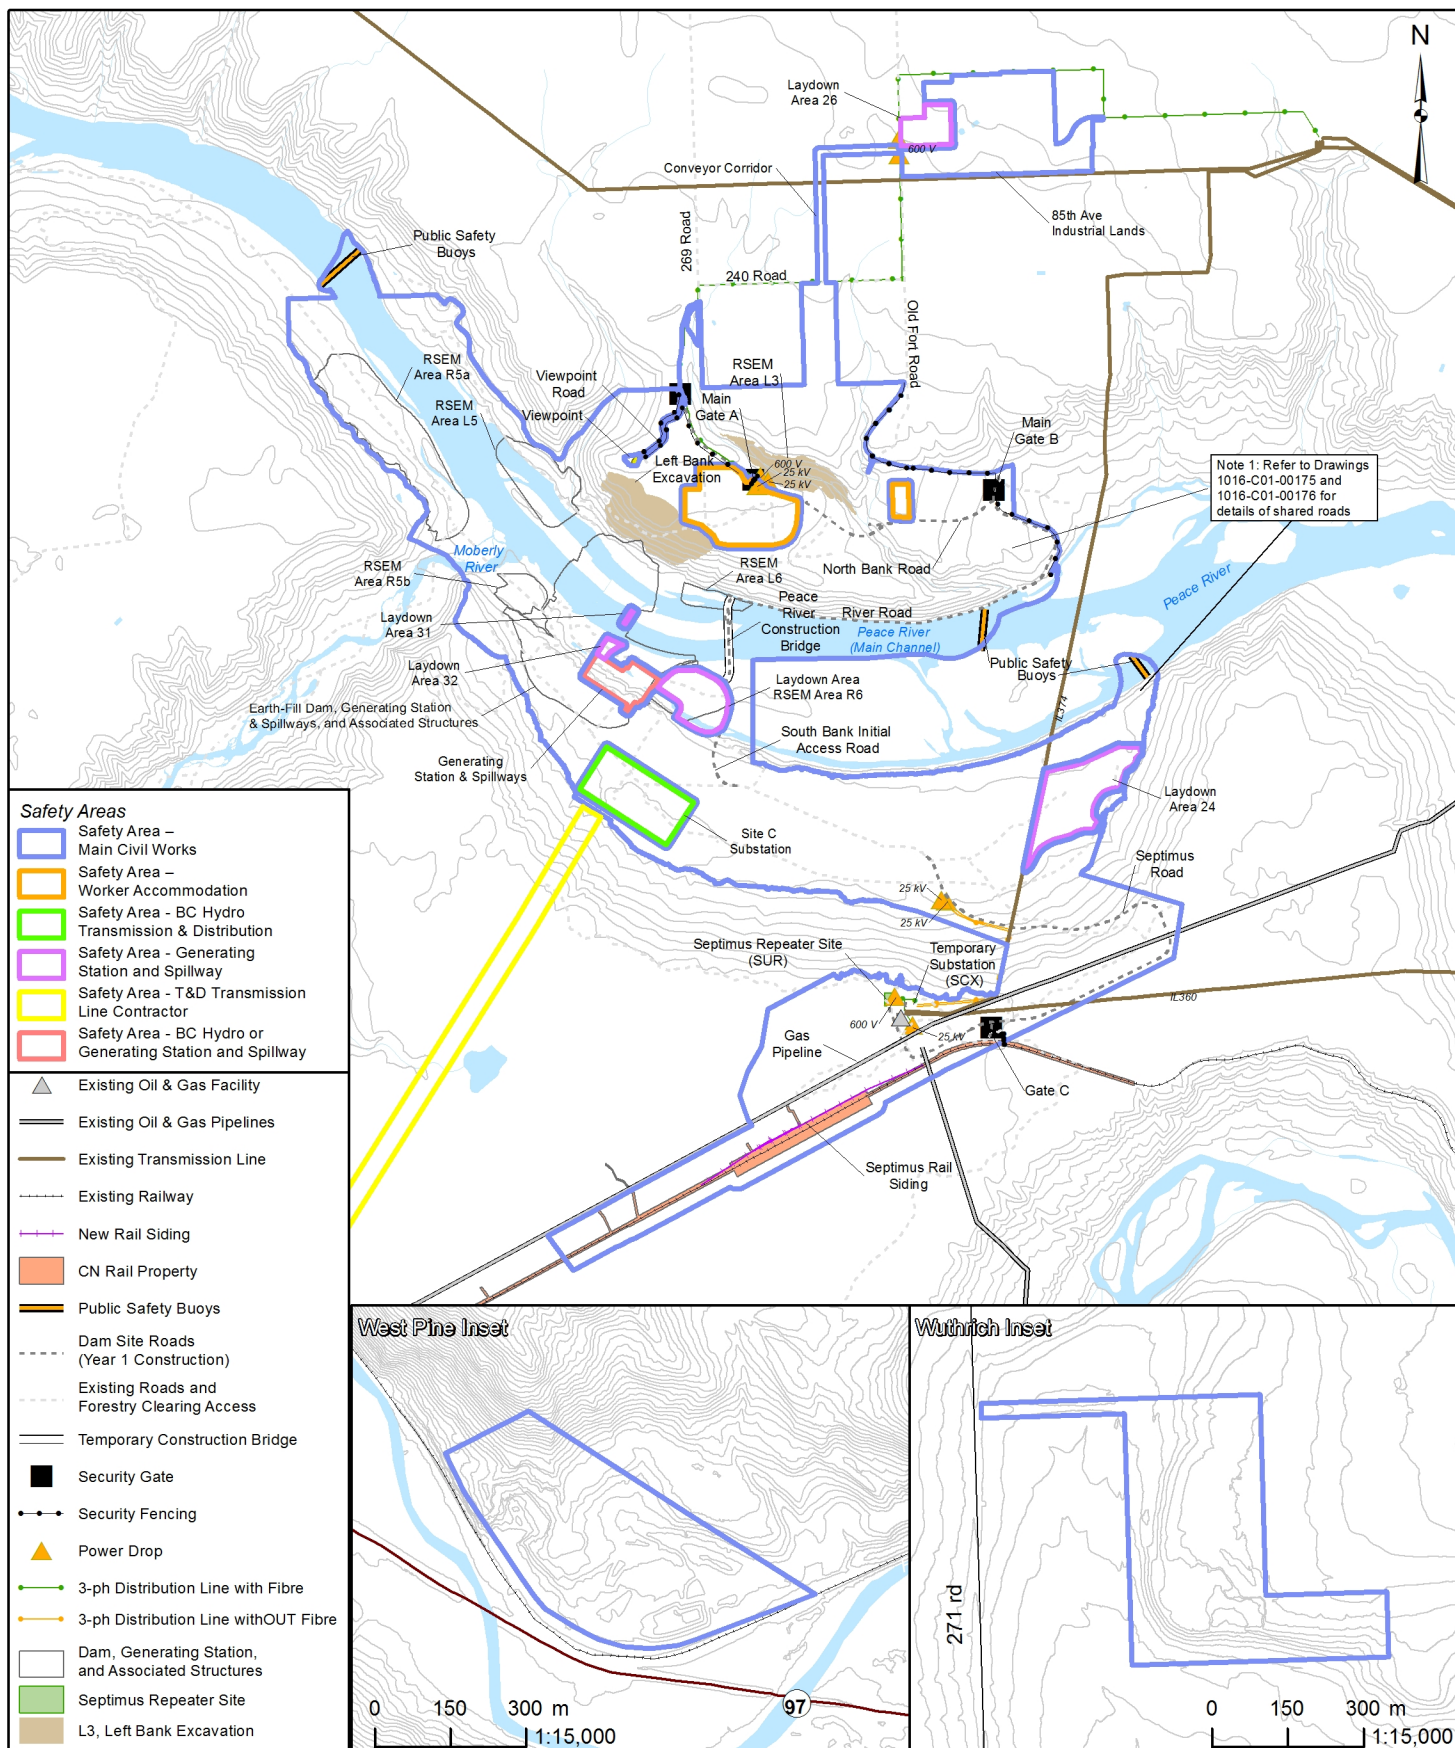 N
Laydown
Area 26
600 V
Conveyor Corridor
85th Ave
Industrial Lands
Public Safety
Buoys
269 Road
240 Road
Old Fort Road
RSEM
Area R5a
RSEM
Area L5
Viewpoint
Road
Viewpoint
RSEM
Area L3
Main
Gate A
Main
Gate B
Left Bank
Excavation
600 V
25 kV
25 kV
Note 1: Refer to Drawings
1016-C01-00175 and
1016-C01-00176 for
details of shared roads
Moberly
River
RSEM
Area R5b
RSEM
Area L6
North Bank Road
Peace River
Laydown
Area 31
Peace
River
Construction
Bridge
River Road
Peace River
(Main Channel)
Laydown
Area 32
Public Safety
Buoys
Laydown Area
RSEM Area R6
Earth-Fill Dam, Generating Station
& Spillways, and Associated Structures
IL374
South Bank Initial
Access Road
Generating
Station & Spillways
Laydown
Area 24
Site C
Substation
Septimus
Road
25 kV
25 kV
Septimus Repeater Site
(SUR)
Temporary
Substation
(SCX)
IL360
600 V
25 kV
Gas
Pipeline
Gate C
Septimus Rail
Siding
Safety Areas
Safety Area –
Main Civil Works
Safety Area –
Worker Accommodation
Safety Area - BC Hydro
Transmission & Distribution
Safety Area - Generating
Station and Spillway
Safety Area - T&D Transmission
Line Contractor
Safety Area - BC Hydro or
Generating Station and Spillway
Existing Oil & Gas Facility
Existing Oil & Gas Pipelines
Existing Transmission Line
Existing Railway
New Rail Siding
CN Rail Property
Public Safety Buoys
Dam Site Roads
(Year 1 Construction)
Existing Roads and
Forestry Clearing Access
Temporary Construction Bridge
Security Gate
Security Fencing
Power Drop
3-ph Distribution Line with Fibre
3-ph Distribution Line withOUT Fibre
Dam, Generating Station,
and Associated Structures
Septimus Repeater Site
L3, Left Bank Excavation
West Pine Inset
97
0 150 300 m
1:15,000
Wuthrich Inset
271 rd
0 150 300 m
1:15,000